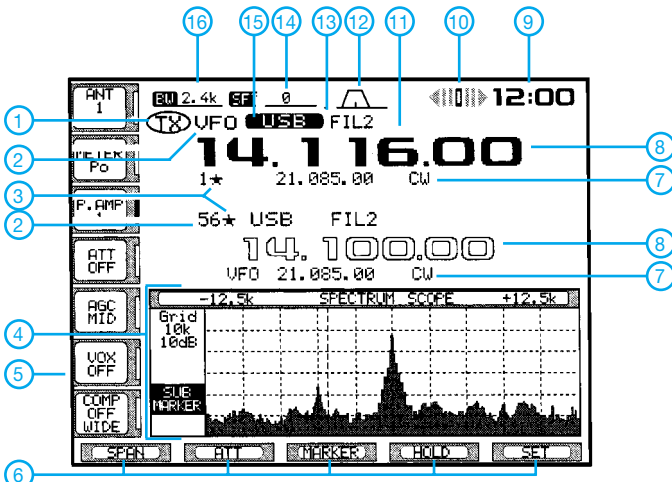 16 15 14 13 12 11 10 9
ANT 1
BW 2.4k SFT 0 12:00
1 TX VFO USB FIL2
2 METER Po
14.116.00 8
1★ 21.085.00 CW 7
3 P.AMP
2 56★ USB FIL2
ATT OFF
14.100.00 8
VFO 21.085.00 CW 7
4 AGC MID
-12.5k SPECTRUM SCOPE +12.5k
Grid
10k
10dB
5 VOX OFF
SUB
MARKER
COMP OFF WIDE
6 SPAN ATT MARKER HOLD SET